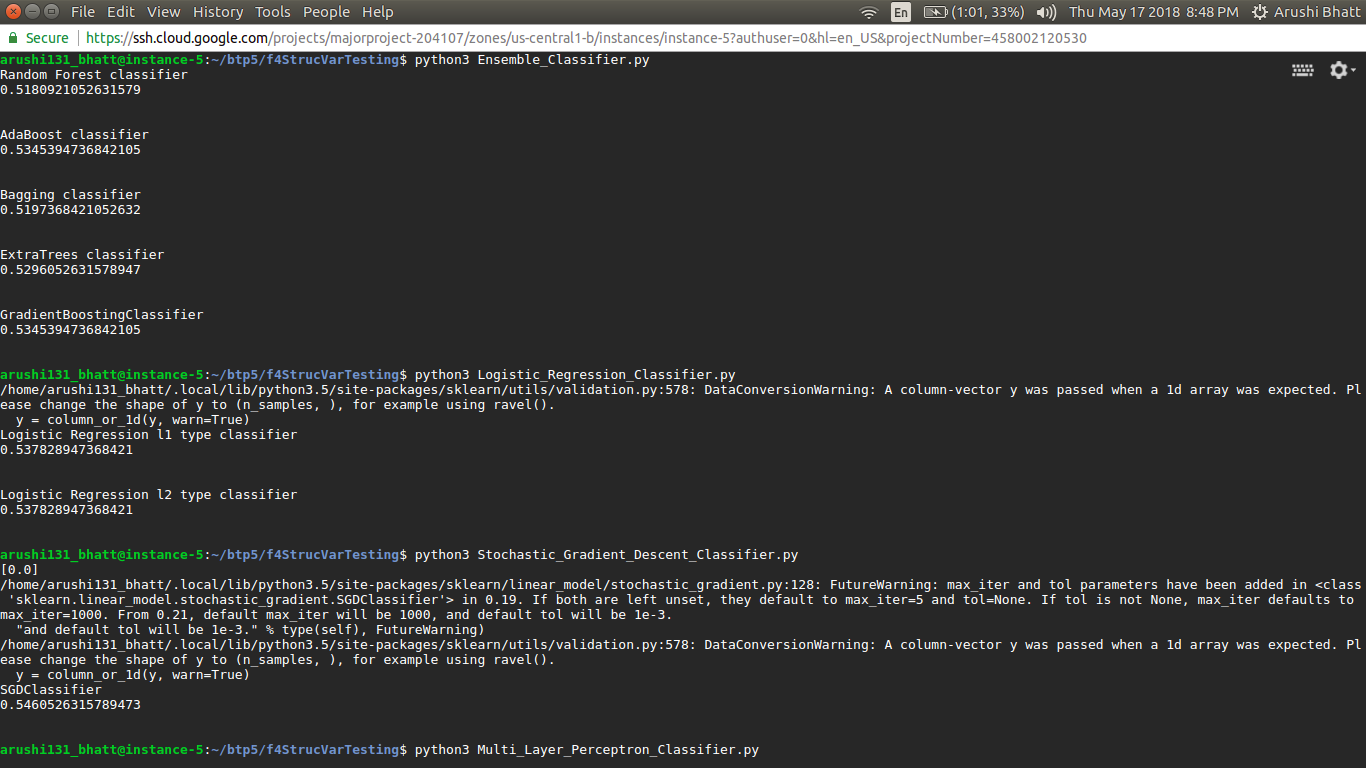 File Edit View History Tools People Help
En (1:01, 33%) Thu May 17 2018 8:48 PM Arushi Bhatt
Secure https://ssh.cloud.google.com/projects/majorproject-204107/zones/us-central1-b/instances/instance-5?authuser=0&hl=en_US&projectNumber=458002120530
arushi131_bhatt@instance-5:~/btp5/f4StrucVarTesting$ python3 Ensemble_Classifier.py
Random Forest classifier
0.5180921052631579
AdaBoost classifier
0.5345394736842105
Bagging classifier
0.5197368421052632
ExtraTrees classifier
0.5296052631578947
GradientBoostingClassifier
0.5345394736842105
arushi131_bhatt@instance-5:~/btp5/f4StrucVarTesting$ python3 Logistic_Regression_Classifier.py
/home/arushi131_bhatt/.local/lib/python3.5/site-packages/sklearn/utils/validation.py:578: DataConversionWarning: A column-vector y was passed when a 1d array was expected. Pl
ease change the shape of y to (n_samples, ), for example using ravel().
  y = column_or_1d(y, warn=True)
Logistic Regression l1 type classifier
0.537828947368421
Logistic Regression l2 type classifier
0.537828947368421
arushi131_bhatt@instance-5:~/btp5/f4StrucVarTesting$ python3 Stochastic_Gradient_Descent_Classifier.py
[0.0]
/home/arushi131_bhatt/.local/lib/python3.5/site-packages/sklearn/linear_model/stochastic_gradient.py:128: FutureWarning: max_iter and tol parameters have been added in <class
 'sklearn.linear_model.stochastic_gradient.SGDClassifier'> in 0.19. If both are left unset, they default to max_iter=5 and tol=None. If tol is not None, max_iter defaults to
max_iter=1000. From 0.21, default max_iter will be 1000, and default tol will be 1e-3.
  "and default tol will be 1e-3." % type(self), FutureWarning)
/home/arushi131_bhatt/.local/lib/python3.5/site-packages/sklearn/utils/validation.py:578: DataConversionWarning: A column-vector y was passed when a 1d array was expected. Pl
ease change the shape of y to (n_samples, ), for example using ravel().
  y = column_or_1d(y, warn=True)
SGDClassifier
0.5460526315789473
arushi131_bhatt@instance-5:~/btp5/f4StrucVarTesting$ python3 Multi_Layer_Perceptron_Classifier.py